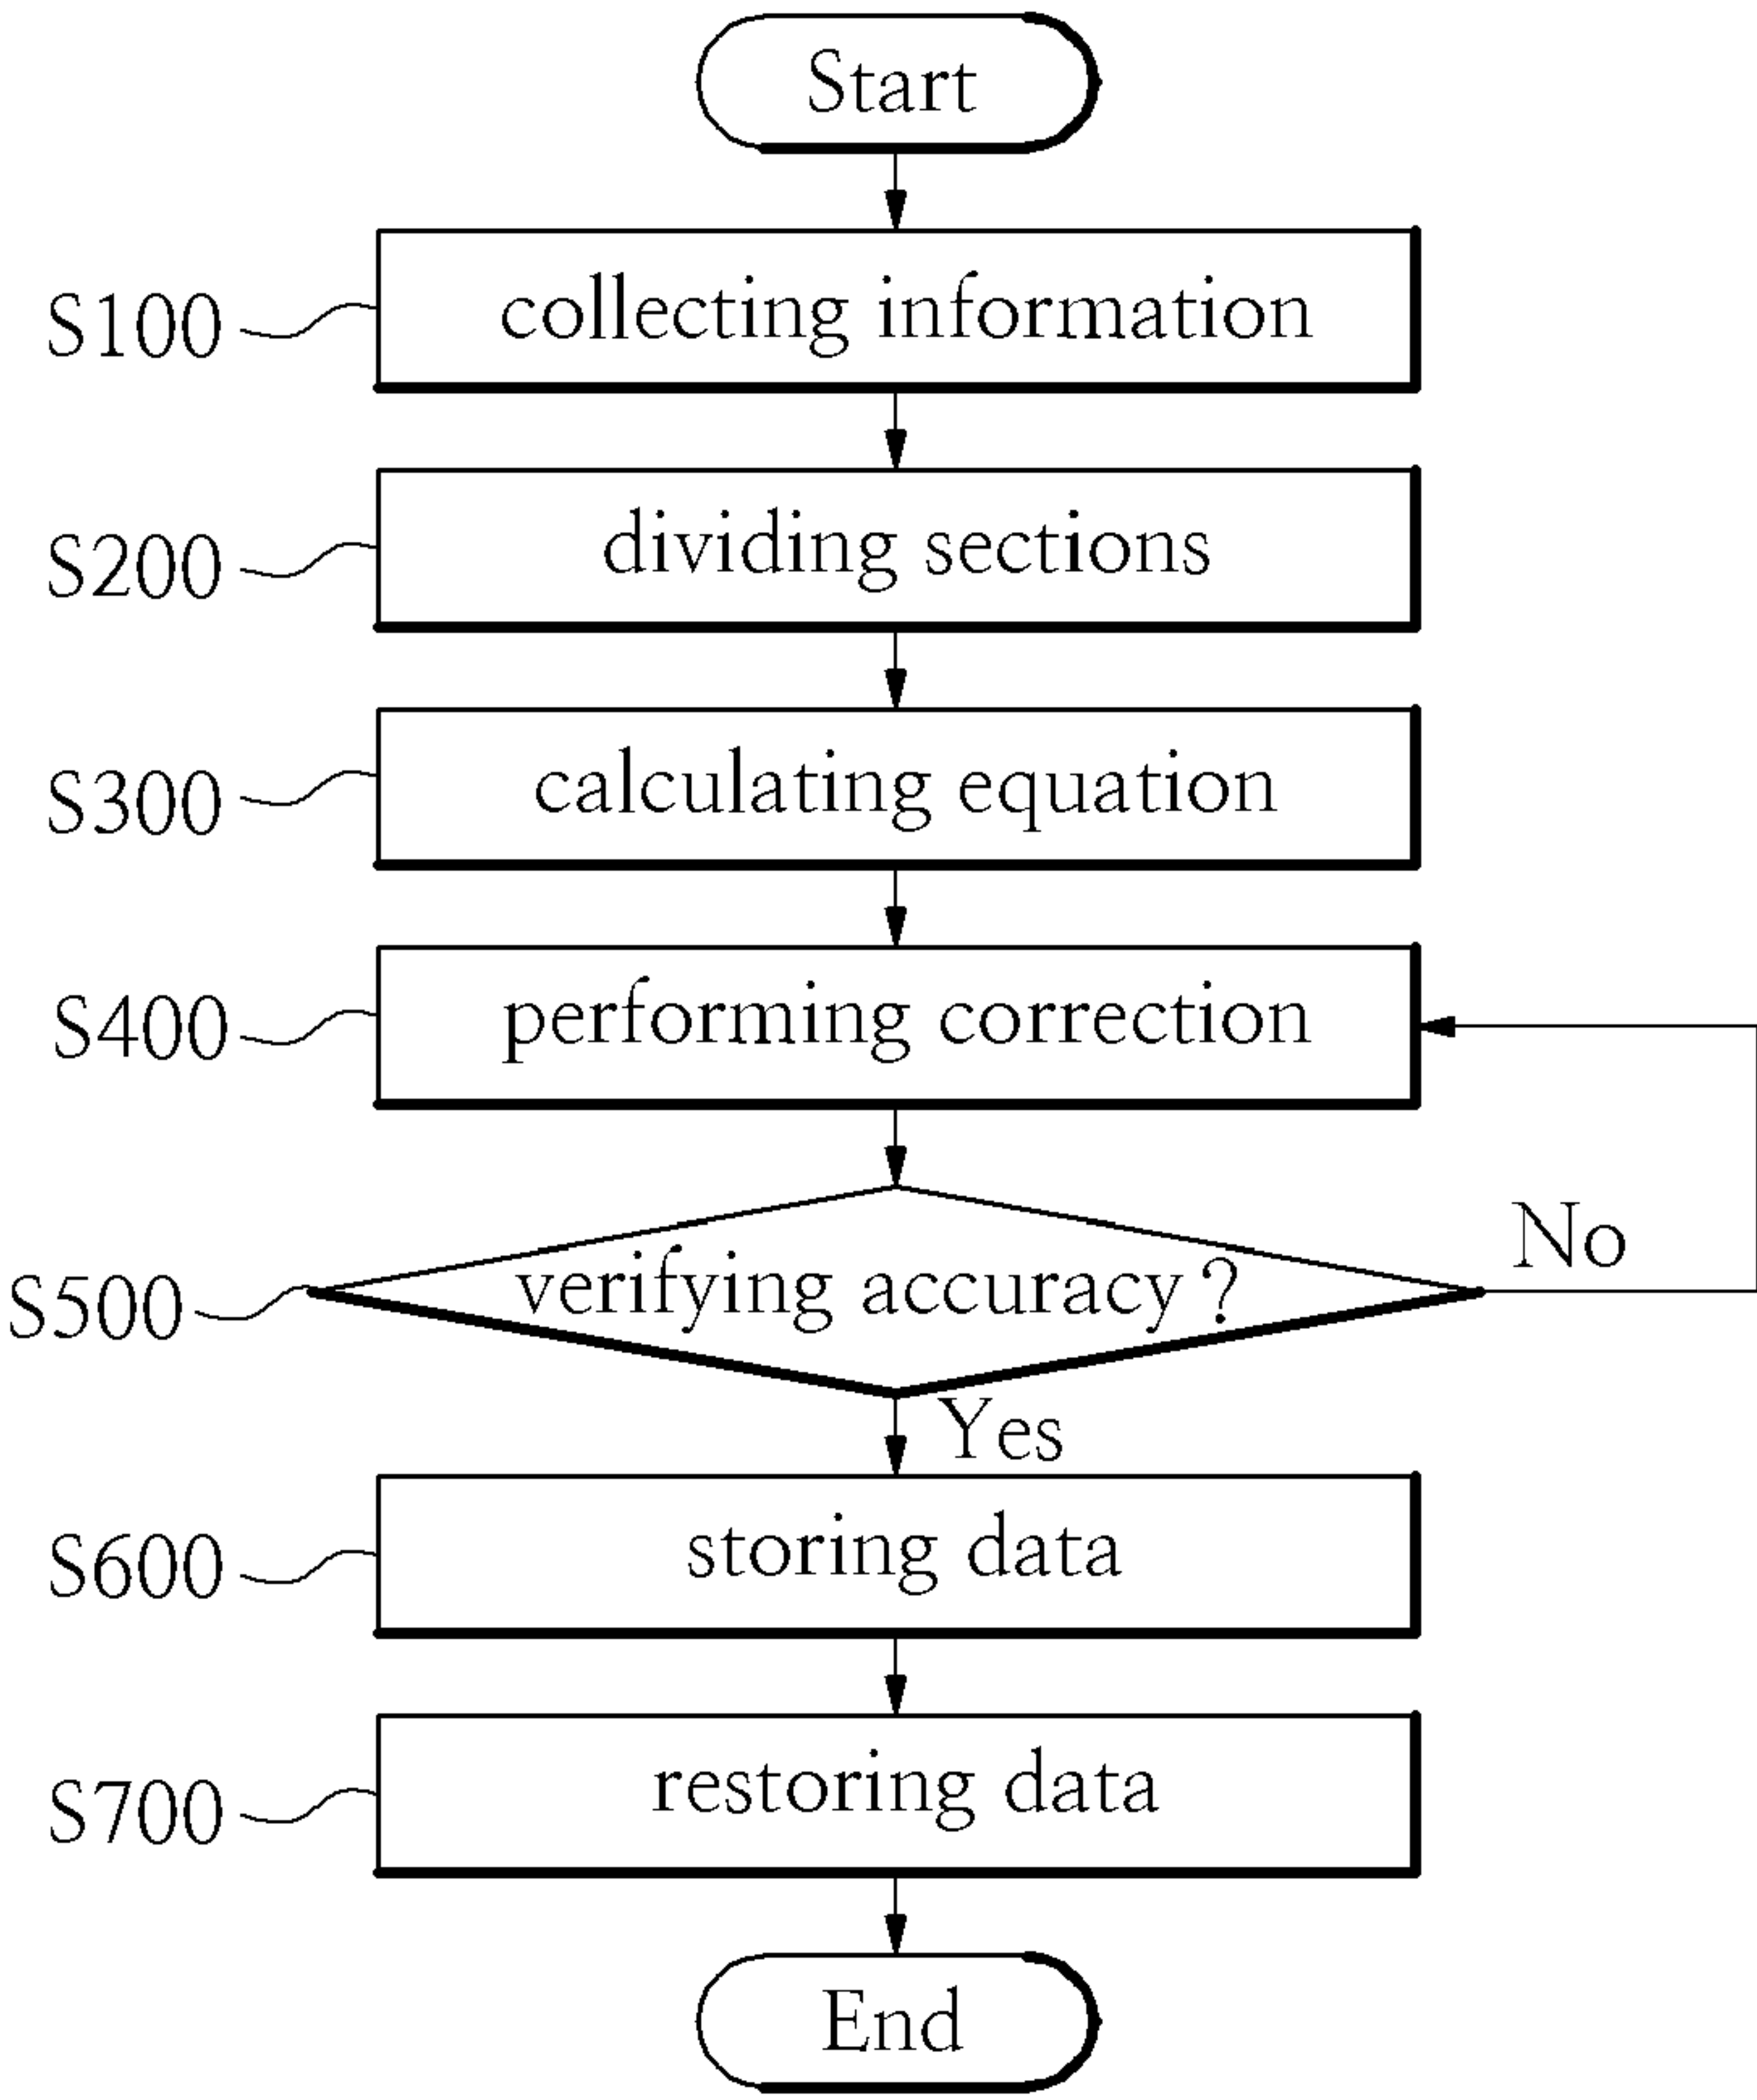 Start
S100 collecting information
S200 dividing sections
S300 calculating equation
S400 performing correction
No
S500 verifying accuracy?
Yes
S600 storing data
S700 restoring data
End